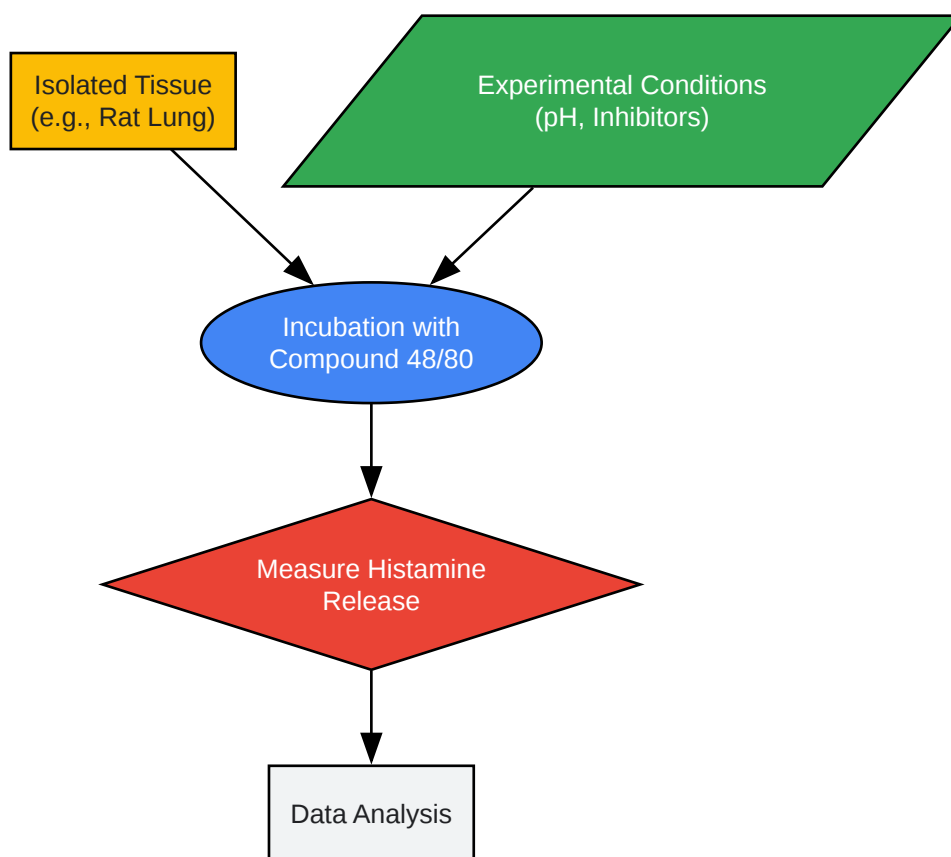 Isolated Tissue
(e.g., Rat Lung)
Experimental Conditions
(pH, Inhibitors)
Incubation with
Compound 48/80
Measure Histamine
Release
Data Analysis